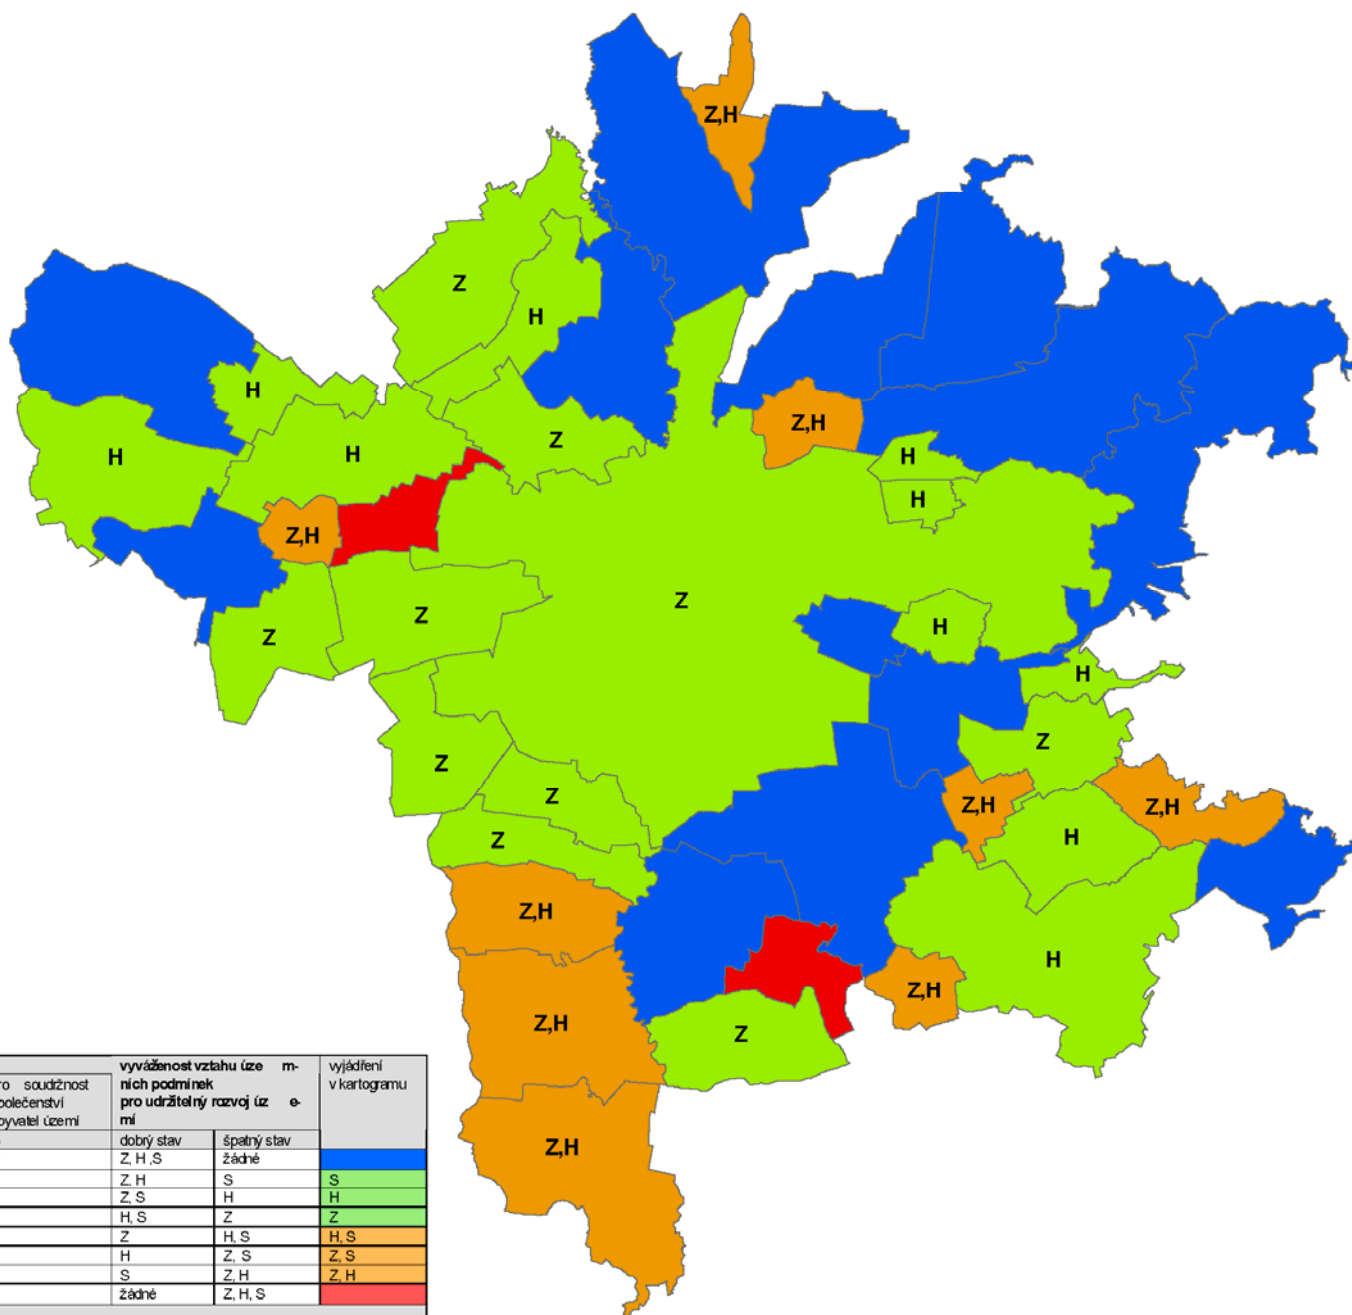 Z,H
Z
H
H
Z,H
Z
H
H
H
H
Z,H
Z
H
Z
Z
H
Z
Z
Z,H
Z
Z,H
H
Z
Z,H
H
Z,H
Z,H
Z
Z,H
vyváženost vztahu úze m-
ních podmínek
pro udržitelný rozvoj úz e-
mí
vyjádření
v kartogramu
soudržnost
obyvatel území
dobrý stav špatný stav
Z, H ,S žádné
Z, H S S
Z, S H H
H, S Z Z
Z H, S H, S
H Z, S Z, S
S Z, H Z, H
žádné Z, H, S